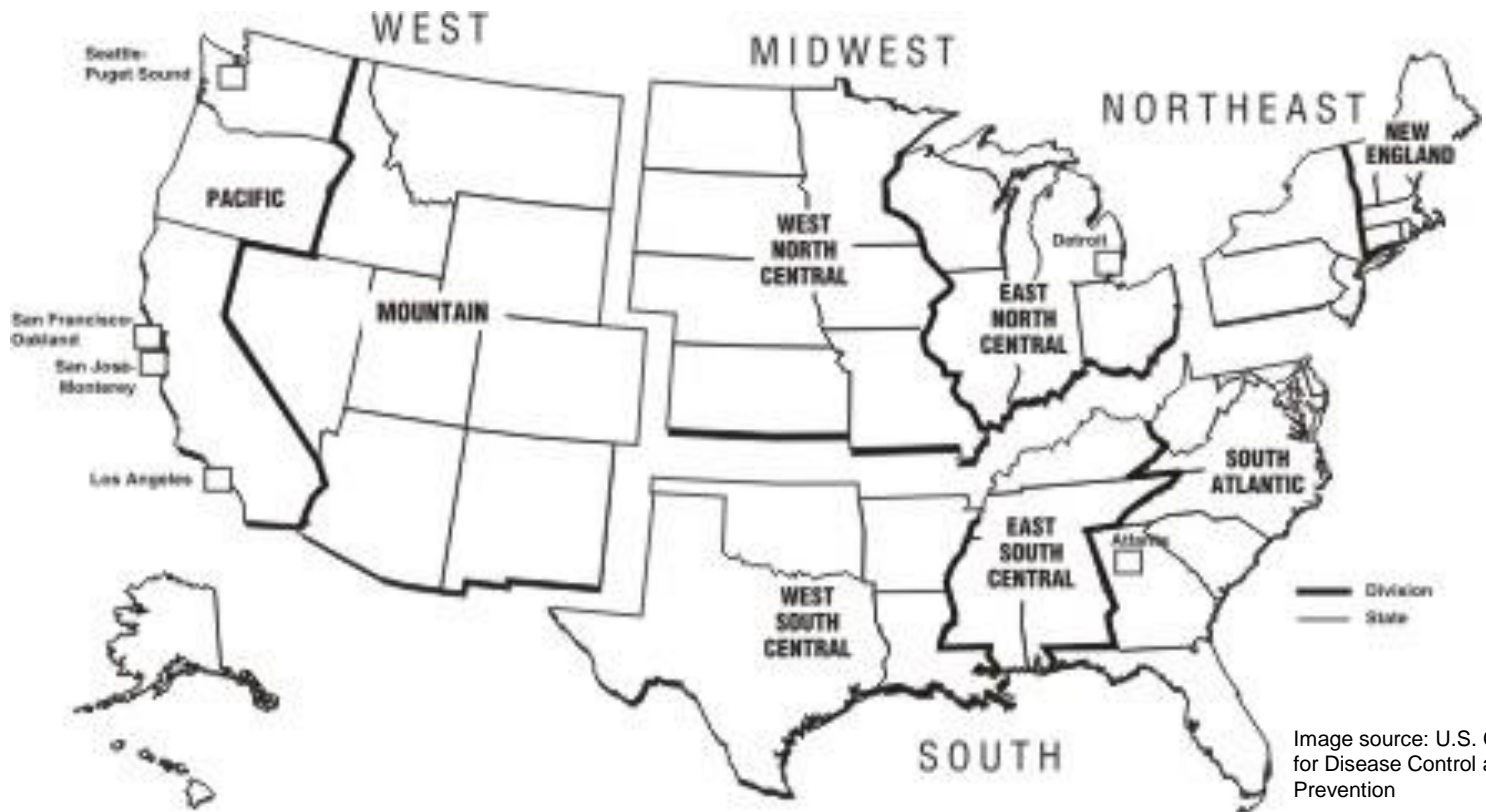 WEST
MIDWEST
NORTHEAST
Seattle-
Puget Sound
NEW
ENGLAND
PACIFIC
WEST
NORTH
CENTRAL
Detroit
MOUNTAIN
EAST
NORTH
CENTRAL
San Francisco-
Oakland
San Jose-
Monterey
Los Angeles
SOUTH
ATLANTIC
EAST
SOUTH
CENTRAL
Atlanta
WEST
SOUTH
CENTRAL
Division
State
SOUTH
Image source: U.S.
for Disease Control
Prevention